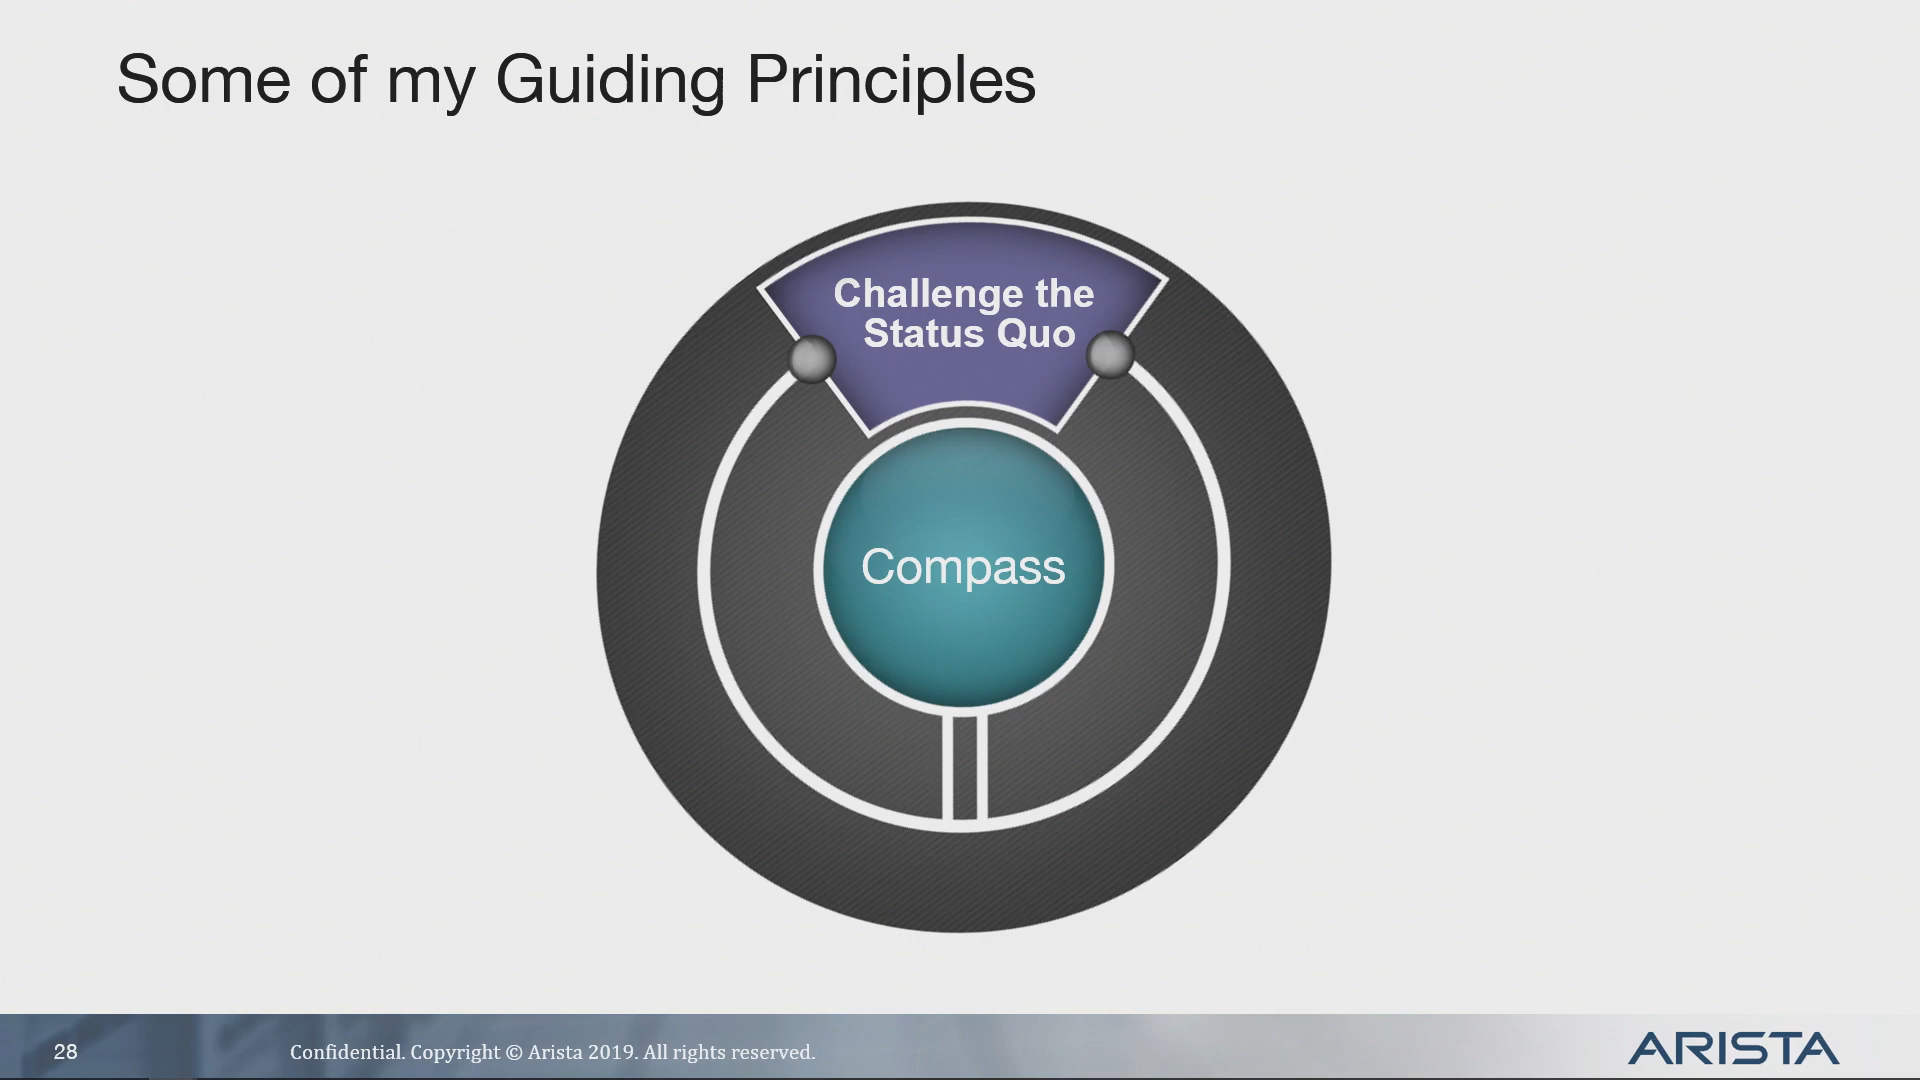 Some of my Guiding Principles
Challenge the
Status Quo
Compass
28
Confidential. Copyright © Arista 2019. All rights reserved.
ARISTA